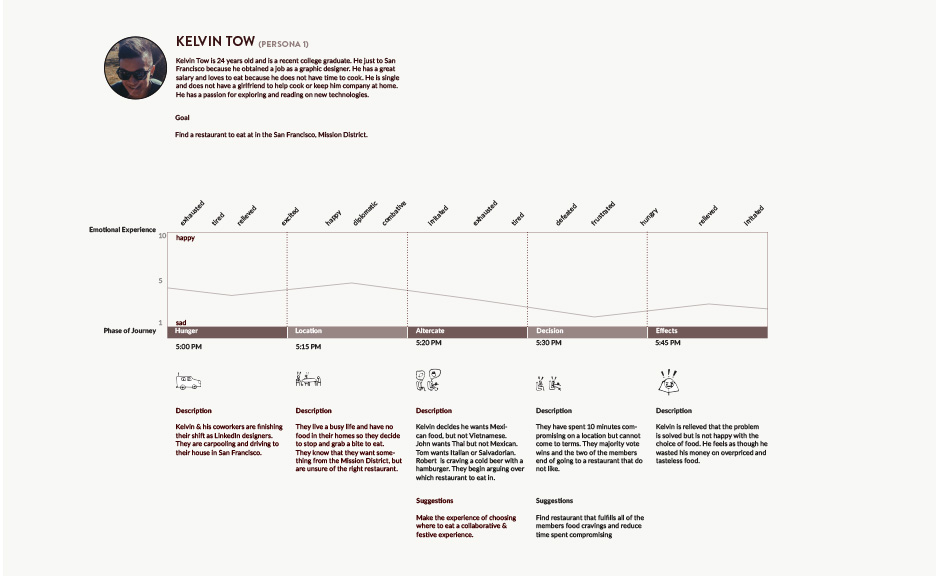 KELVIN TOW (PERSONA 1)
Kelvin Tow is 24 years old and is a recent college graduate. He just to San
Francisco because he obtained a job as a graphic designer. He has a great
salary and loves to eat because he does not have time to cook. He is single
and does not have a girlfriend to help cook or keep him company at home.
He has a passion for exploring and reading on new technologies.
Goal
Find a restaurant to eat at in the San Francisco, Mission District.
exhausted
tired
relieved
excited
happy
diplomatic
combative
irritated
exhausted
tired
defeated
frustrated
hungry
relieved
irritated
Emotional Experience
10
happy
5
1
sad
Phase of Journey
Hunger
Location
Altercate
Decision
Effects
5:00 PM
5:15 PM
5:20 PM
5:30 PM
5:45 PM
Description
Kelvin & his coworkers are finishing
their shift as LinkedIn designers.
They are carpooling and driving to
their house in San Francisco.
Description
They live a busy life and have no
food in their homes so they decide
to stop and grab a bite to eat.
They know that they want some-
thing from the Mission District, but
are unsure of the right restaurant.
Description
Kelvin decides he wants Mexi-
can food, but not Vietnamese.
John wants Thai but not Mexican.
Tom wants Italian or Salvadorian.
Robert is craving a cold beer with a
hamburger. They begin arguing over
which restaurant to eat in.
Suggestions
Make the experience of choosing
where to eat a collaborative &
festive experience.
Description
They have spent 10 minutes com-
promising on a location but cannot
come to terms. They majority vote
wins and the two of the members
end of going to a restaurant that do
not like.
Suggestions
Find restaurant that fulfills all of the
members food cravings and reduce
time spent compromising
Description
Kelvin is relieved that the problem
is solved but is not happy with the
choice of food. He feels as though he
wasted his money on overpriced and
tasteless food.